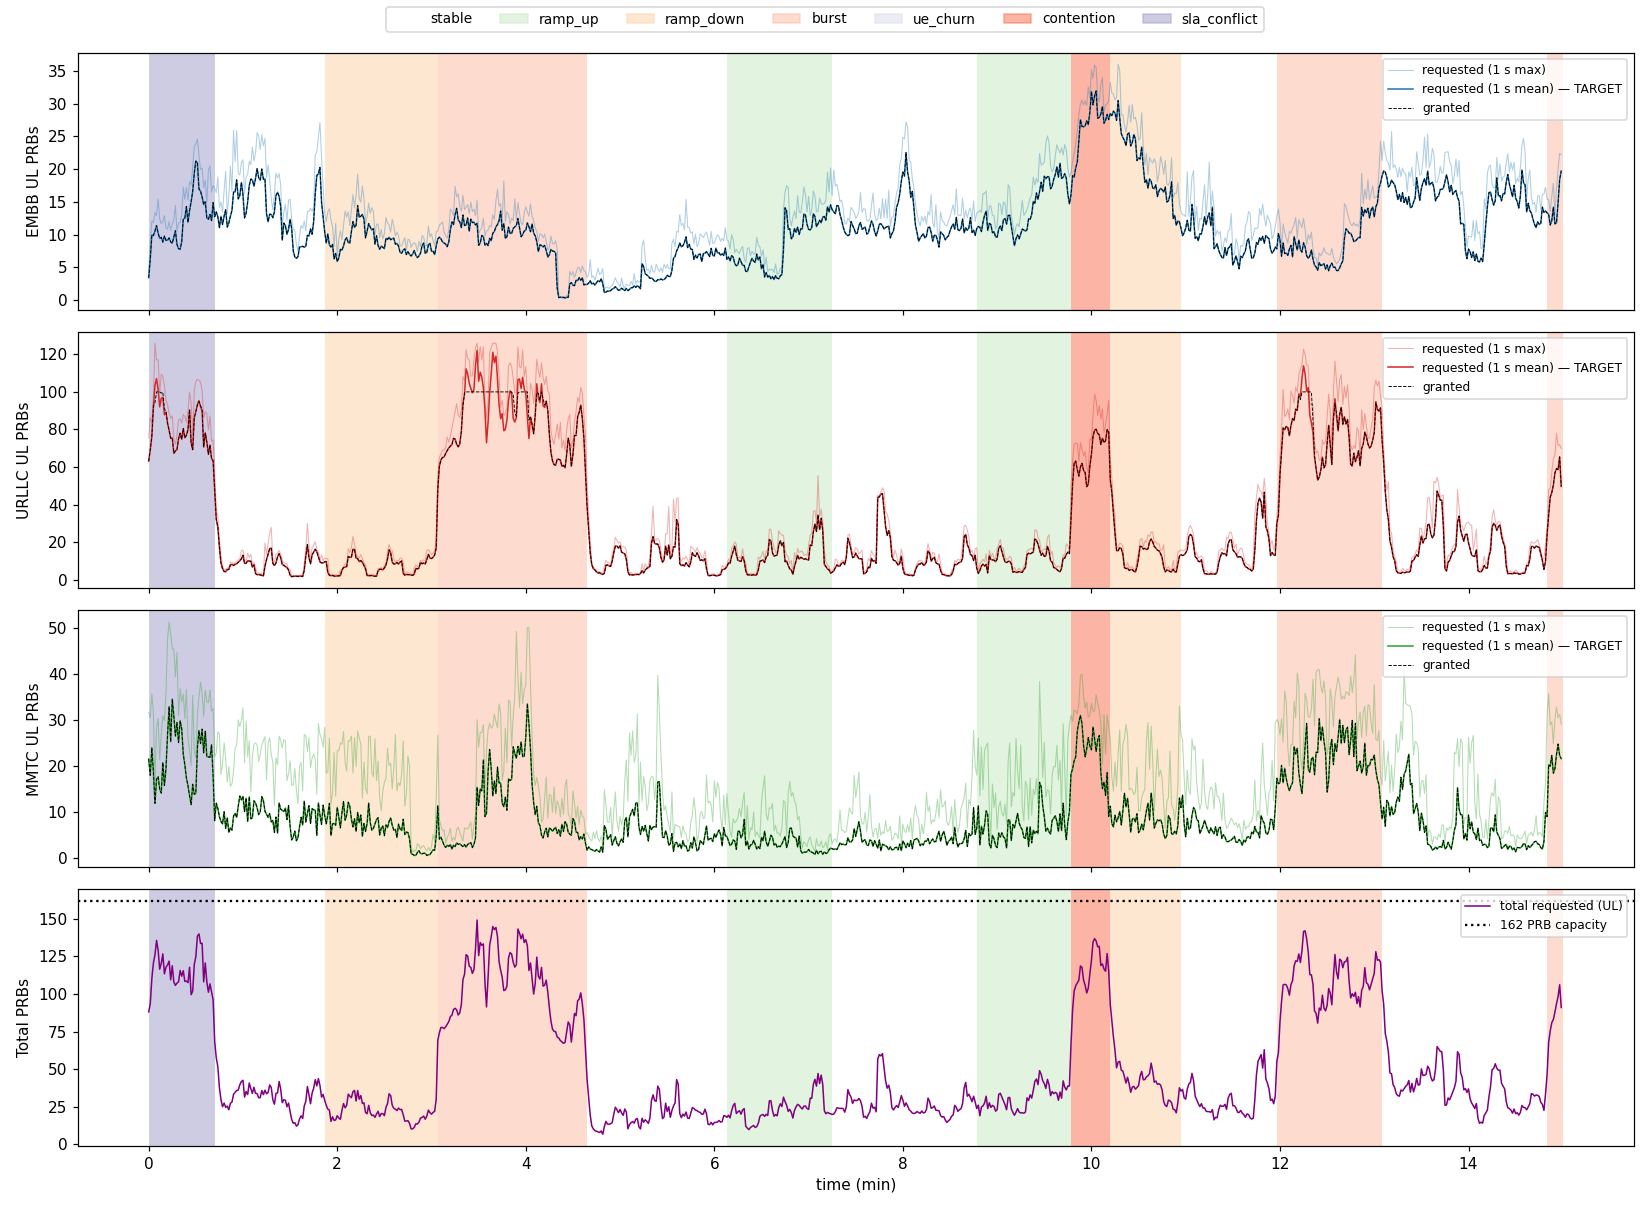 stable ramp_up ramp_down burst ue_churn contention sla_conflict
EMBB UL PRBs
35
30
25
20
15
10
5
0
requested (1 s max)
requested (1 s mean) — TARGET
granted
URLLC UL PRBs
120
100
80
60
40
20
0
requested (1 s max)
requested (1 s mean) — TARGET
granted
MMTC UL PRBs
50
40
30
20
10
0
requested (1 s max)
requested (1 s mean) — TARGET
granted
Total PRBs
150
125
100
75
50
25
0
total requested (UL)
162 PRB capacity
0 2 4 6 8 10 12 14
time (min)